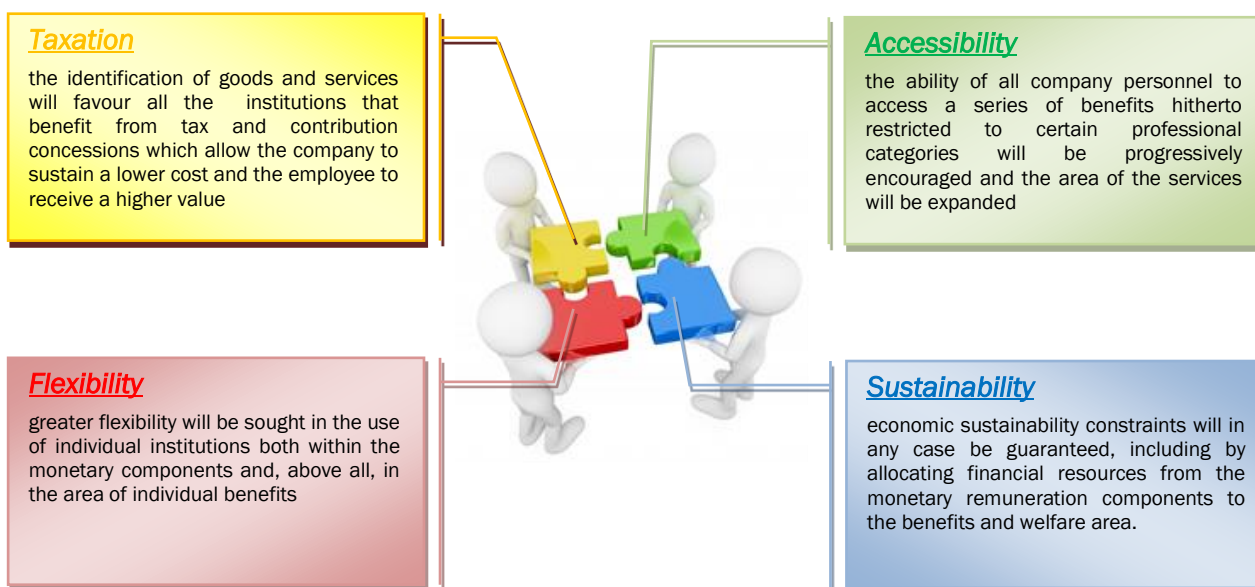 Taxation
the identification of goods and services
will favour all the institutions that
benefit from tax and contribution
concessions which allow the company to
sustain a lower cost and the employee to
receive a higher value
Accessibility
the ability of all company personnel to
access a series of benefits hitherto
restricted to certain professional
categories will be progressively
encouraged and the area of the services
will be expanded
Flexibility
greater flexibility will be sought in the use
of individual institutions both within the
monetary components and, above all, in
the area of individual benefits
Sustainability
economic sustainability constraints will in
any case be guaranteed, including by
allocating financial resources from the
monetary remuneration components to
the benefits and welfare area.